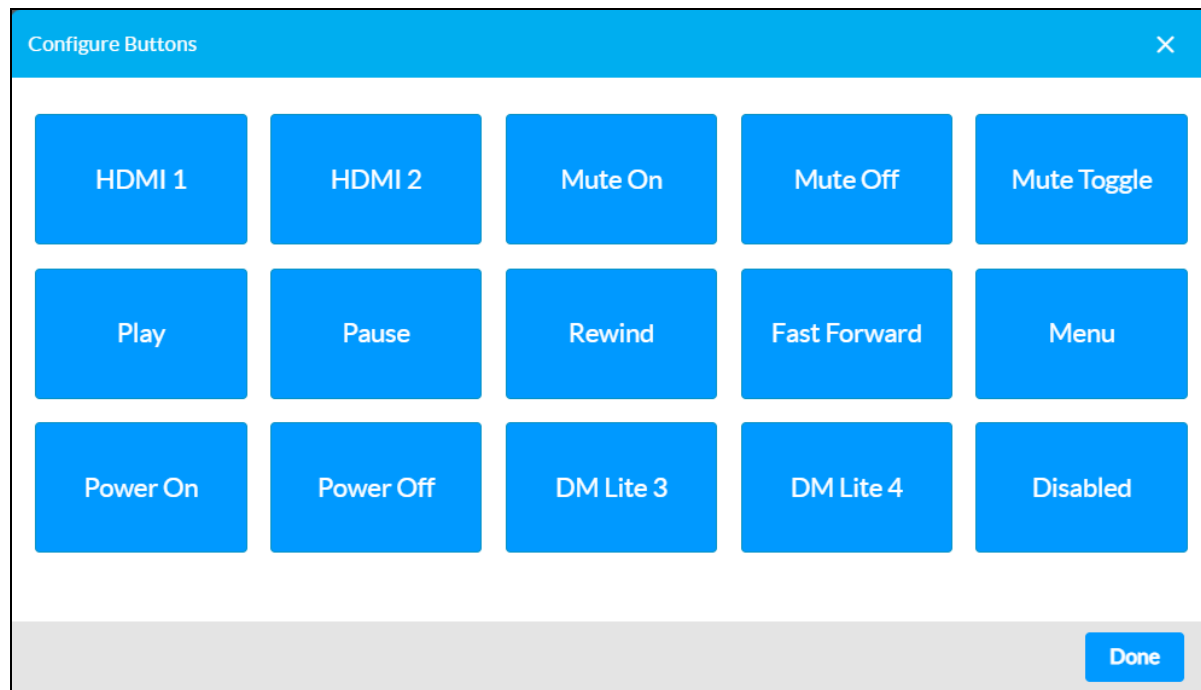 Configure Buttons
HDMI 1
HDMI 2
Mute On
Mute Off
Mute Toggle
Play
Pause
Rewind
Fast Forward
Menu
Power On
Power Off
DM Lite 3
DM Lite 4
Disabled
Done